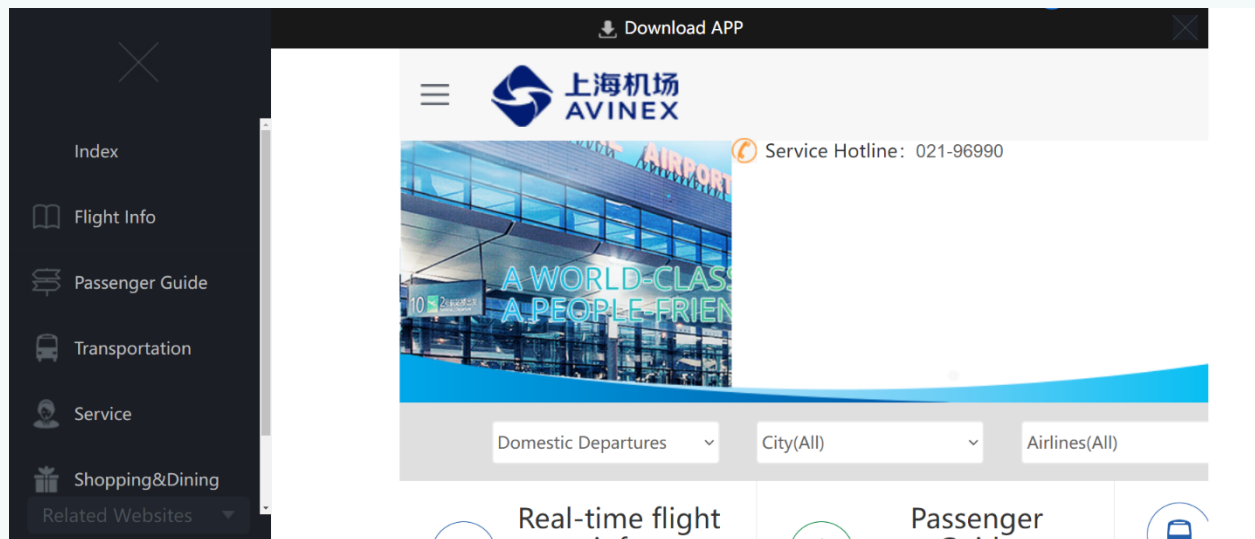 Download APP
Index
Flight Info
Passenger Guide
Transportation
Service
Shopping&Dining
Related Websites
上海机场
AVINEX
Service Hotline: 021-96990
AIRPORT
A WORLD-CLASS
A PEOPLE-FRIEN
10
Domestic Departures
City(All)
Airlines(All)
Real-time flight
Passenger